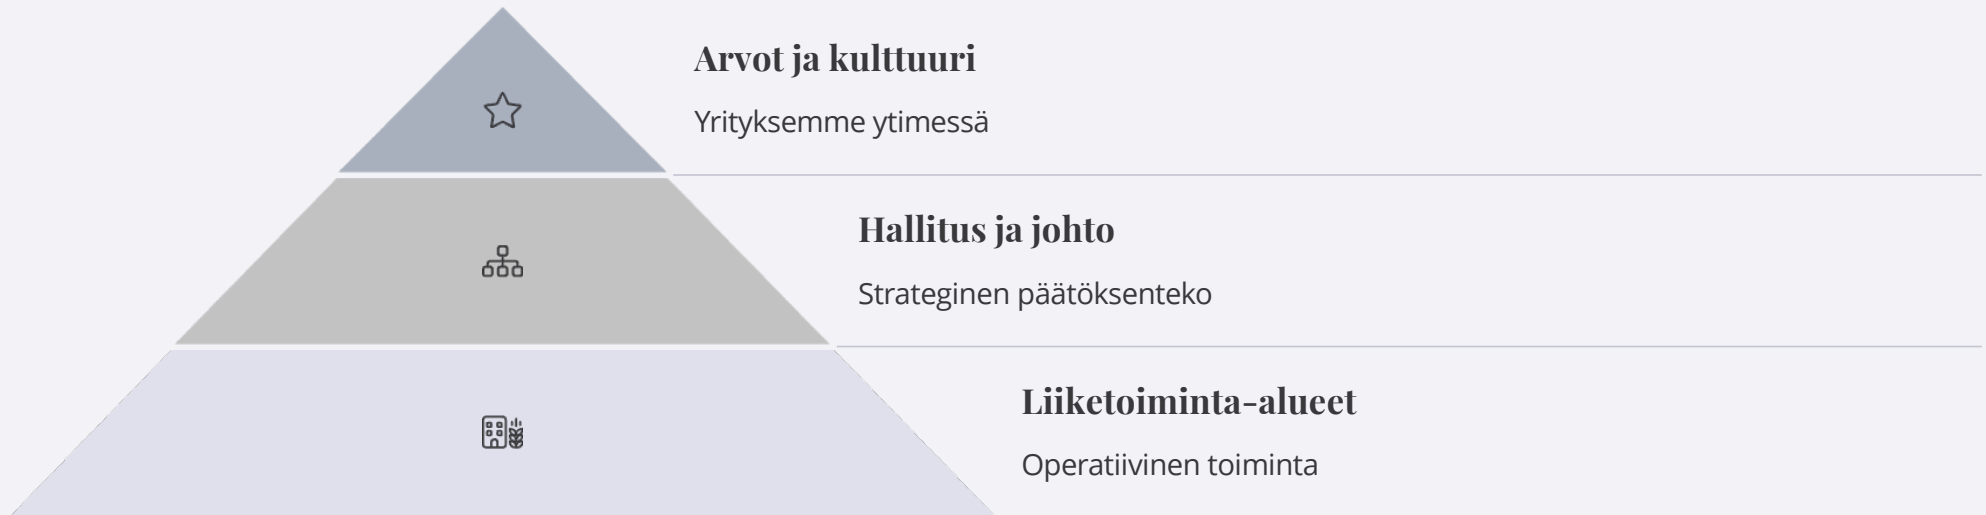 Arvot ja kulttuuri
Yrityksemme ytimessä
Hallitus ja johto
Strateginen päätöksenteko
Liiketoiminta-alueet
Operatiivinen toiminta